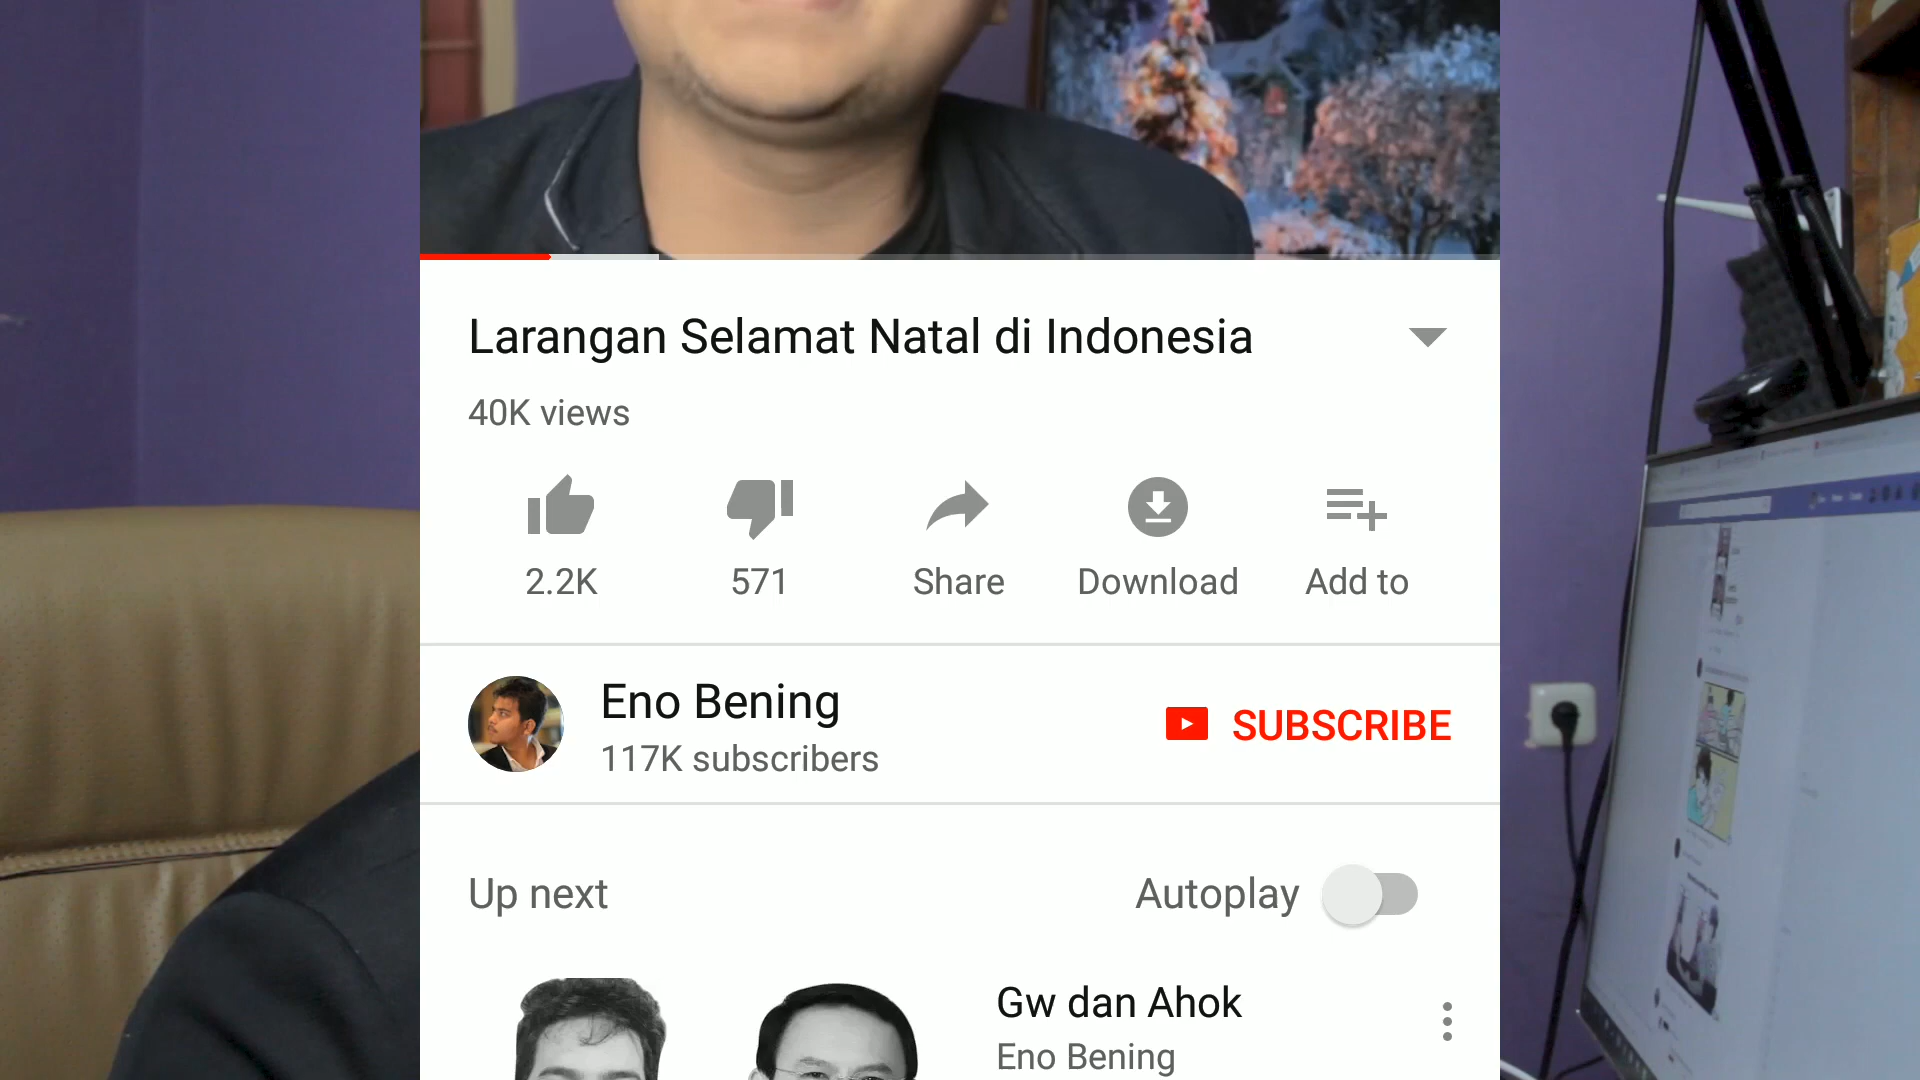 Larangan Selamat Natal di Indonesia
40K views
2.2K
571
Share
Download
Add to
Eno Bening
117K subscribers
SUBSCRIBE
Up next
Autoplay
Gw dan Ahok
Eno Bening